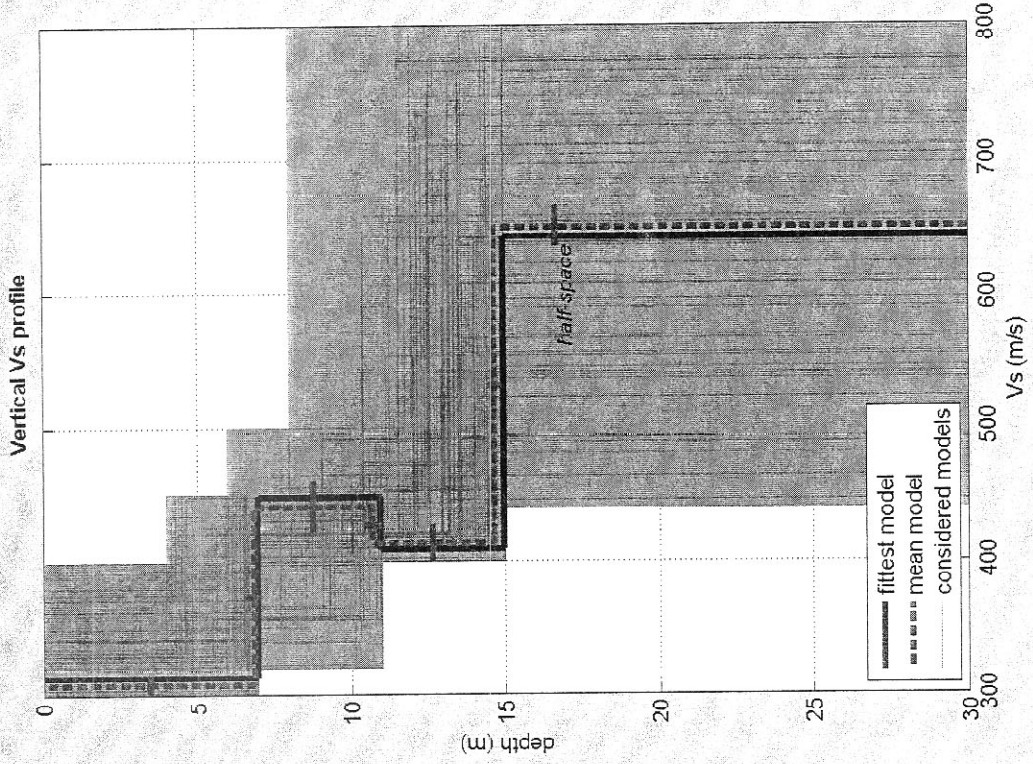 Vertical Vs profile
0
5
10
15
20
25
30
depth (m)
300
400
500
600
700
800
Vs (m/s)
half-space
fittest model
mean model
considered models